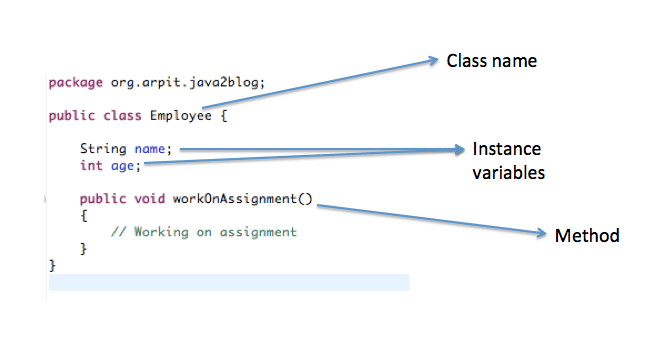 Class name
package org.arpit.java2blog;
public class Employee {
String name;
int age;
Instance
variables
public void workOnAssignment()
{
// Working on assignment
}
Method
}